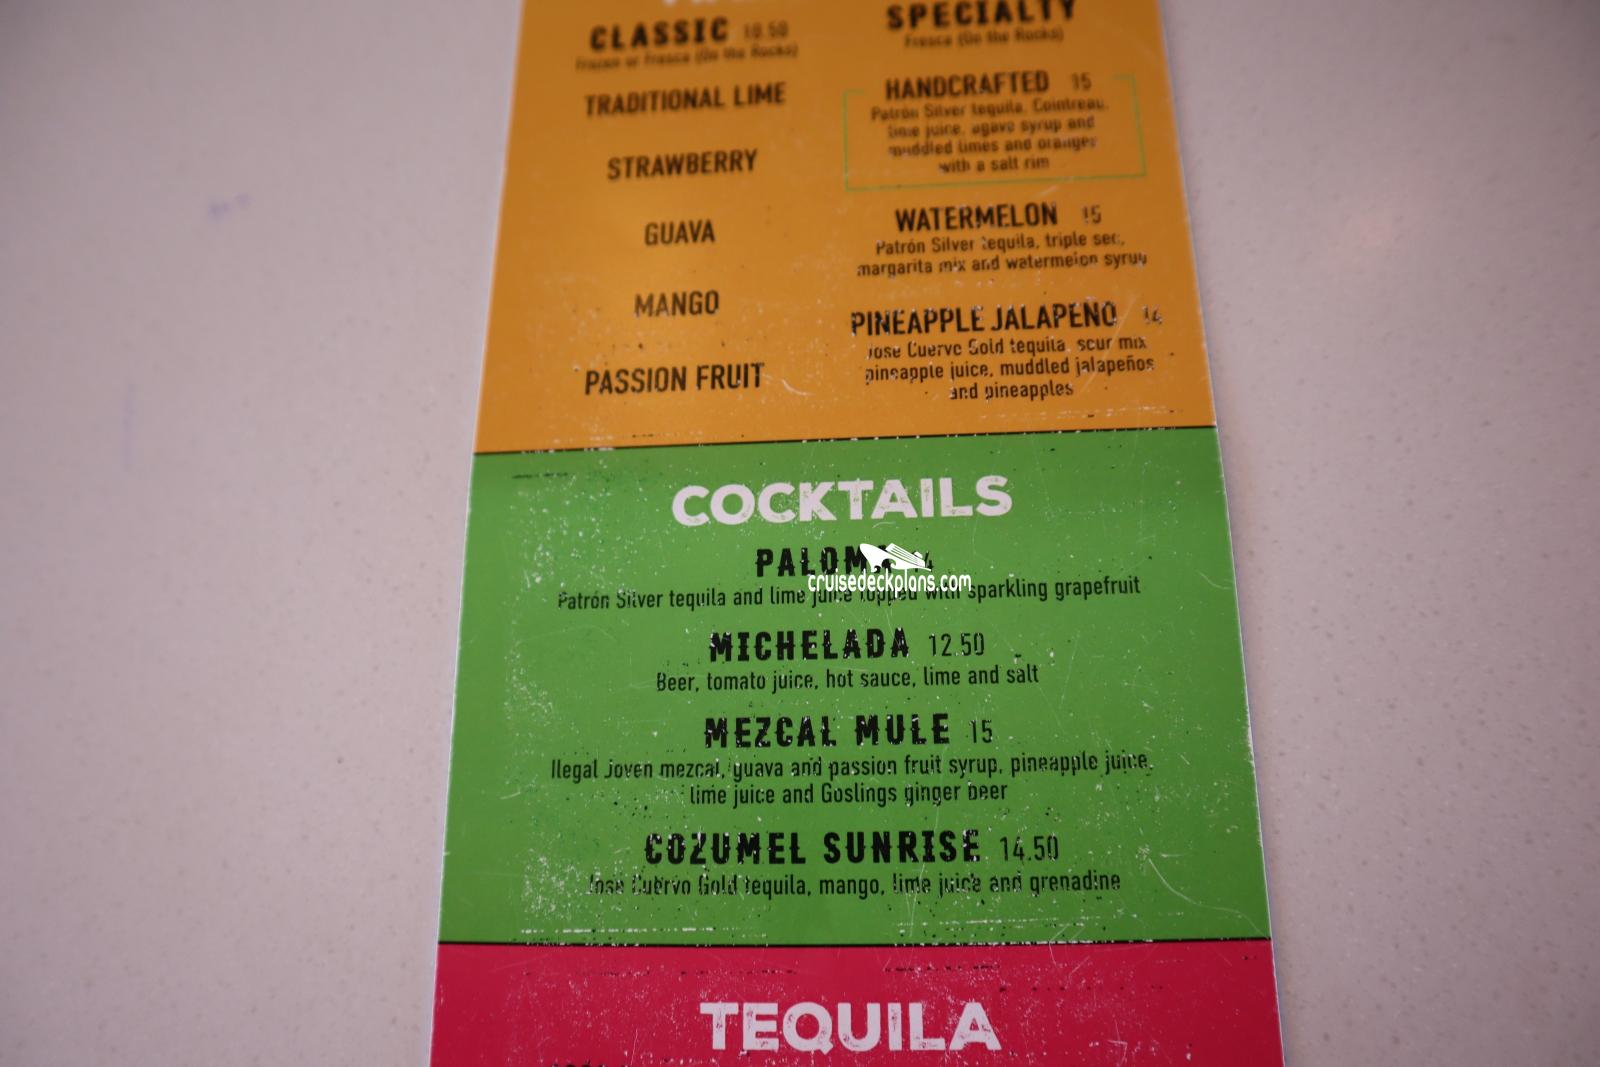 CLASSIC 10.50
Frozen or Fresca (On the Rocks)
TRADITIONAL LIME
STRAWBERRY
GUAVA
MANGO
PASSION FRUIT
SPECIALTY
Fresca (On the Rocks)
HANDCRAFTED 15
Patrón Silver tequila, Cointreau,
lime juice, agave syrup and
muddled limes and oranges
with a salt rim
WATERMELON 15
Patrón Silver tequila, triple sec,
margarita mix and watermelon syrup
PINEAPPLE JALAPEÑO 14
Jose Cuervo Gold tequila, sour mix
pineapple juice, muddled jalapeños
and pineapples
COCKTAILS
PALOMA 14
cruisedeckplans.com
Patrón Silver tequila and lime juice topped with sparkling grapefruit
MICHELADA 12.50
Beer, tomato juice, hot sauce, lime and salt
MEZCAL MULE 15
Ilegal Joven mezcal, guava and passion fruit syrup, pineapple juice,
lime juice and Goslings ginger beer
COZUMEL SUNRISE 14.50
Jose Cuervo Gold tequila, mango, lime juice and grenadine
TEQUILA